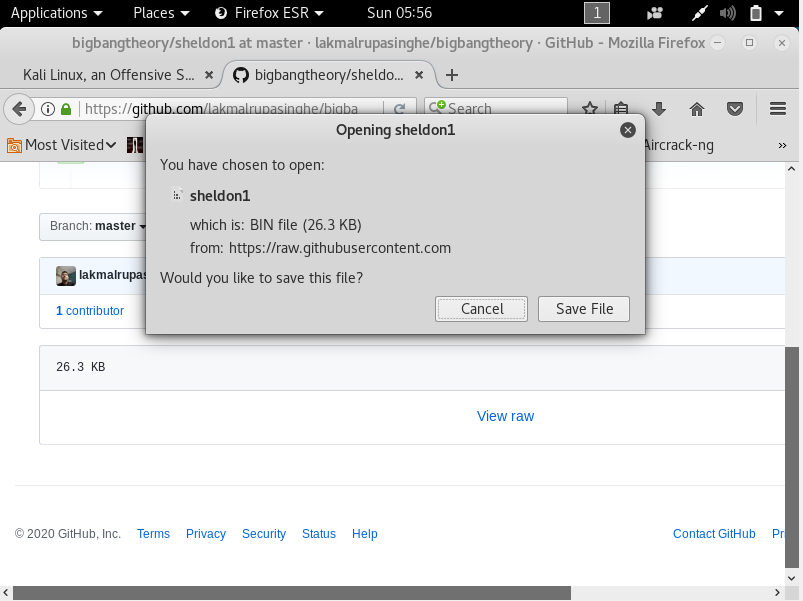 Applications Places Firefox ESR Sun 05:56 1
bigbangtheory/sheldon1 at master · lakmalrupasinghe/bigbangtheory · GitHub - Mozilla Firefox
Kali Linux, an Offensive S... bigbangtheory/sheldo...
https://github.com/lakmalrupasinghe/bigba Search
Most Visited Aircrack-ng »
Opening sheldon1
You have chosen to open:
sheldon1
which is: BIN file (26.3 KB)
from: https://raw.githubusercontent.com
Would you like to save this file?
Cancel Save File
Branch: master
lakmalrupas
1 contributor
26.3 KB
View raw
© 2020 GitHub, Inc. Terms Privacy Security Status Help Contact GitHub Pri